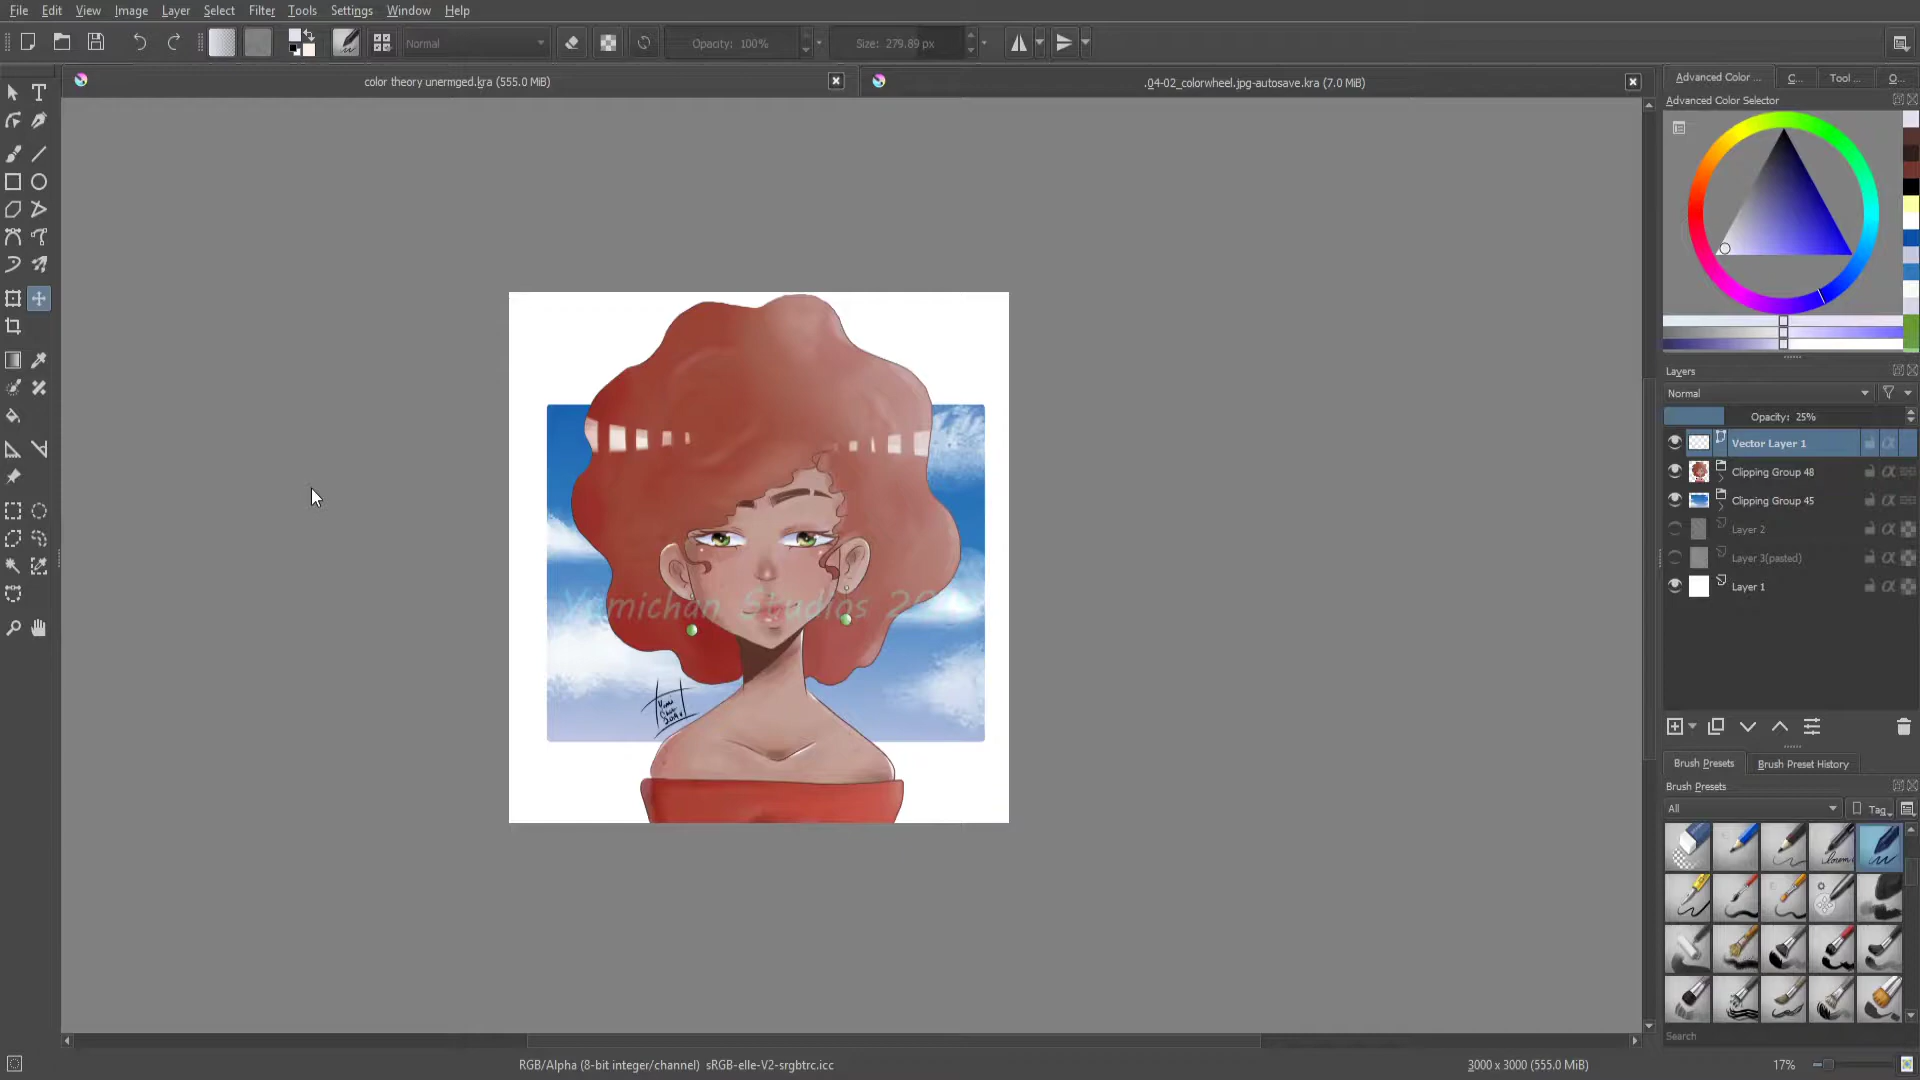 File Edit View Image Layer Select Filter Tools Settings Window Help
Normal Opacity: 100% Size: 279.89 px
color theory unermged.kra (555.0 MiB) .04-02_colorwheel.jpg-autosave.kra (7.0 MiB)
Advanced Color ... C... Tool ... O...
Advanced Color Selector
Layers
Normal
Opacity: 25%
Vector Layer 1
Clipping Group 48
Clipping Group 45
Layer 2
Layer 3(pasted)
Layer 1
Yumichan Studios
Brush Presets Brush Preset History
Brush Presets
All Tag
Search
RGB/Alpha (8-bit integer/channel) sRGB-elle-V2-srgbtrc.icc 3000 x 3000 (555.0 MiB) 17%